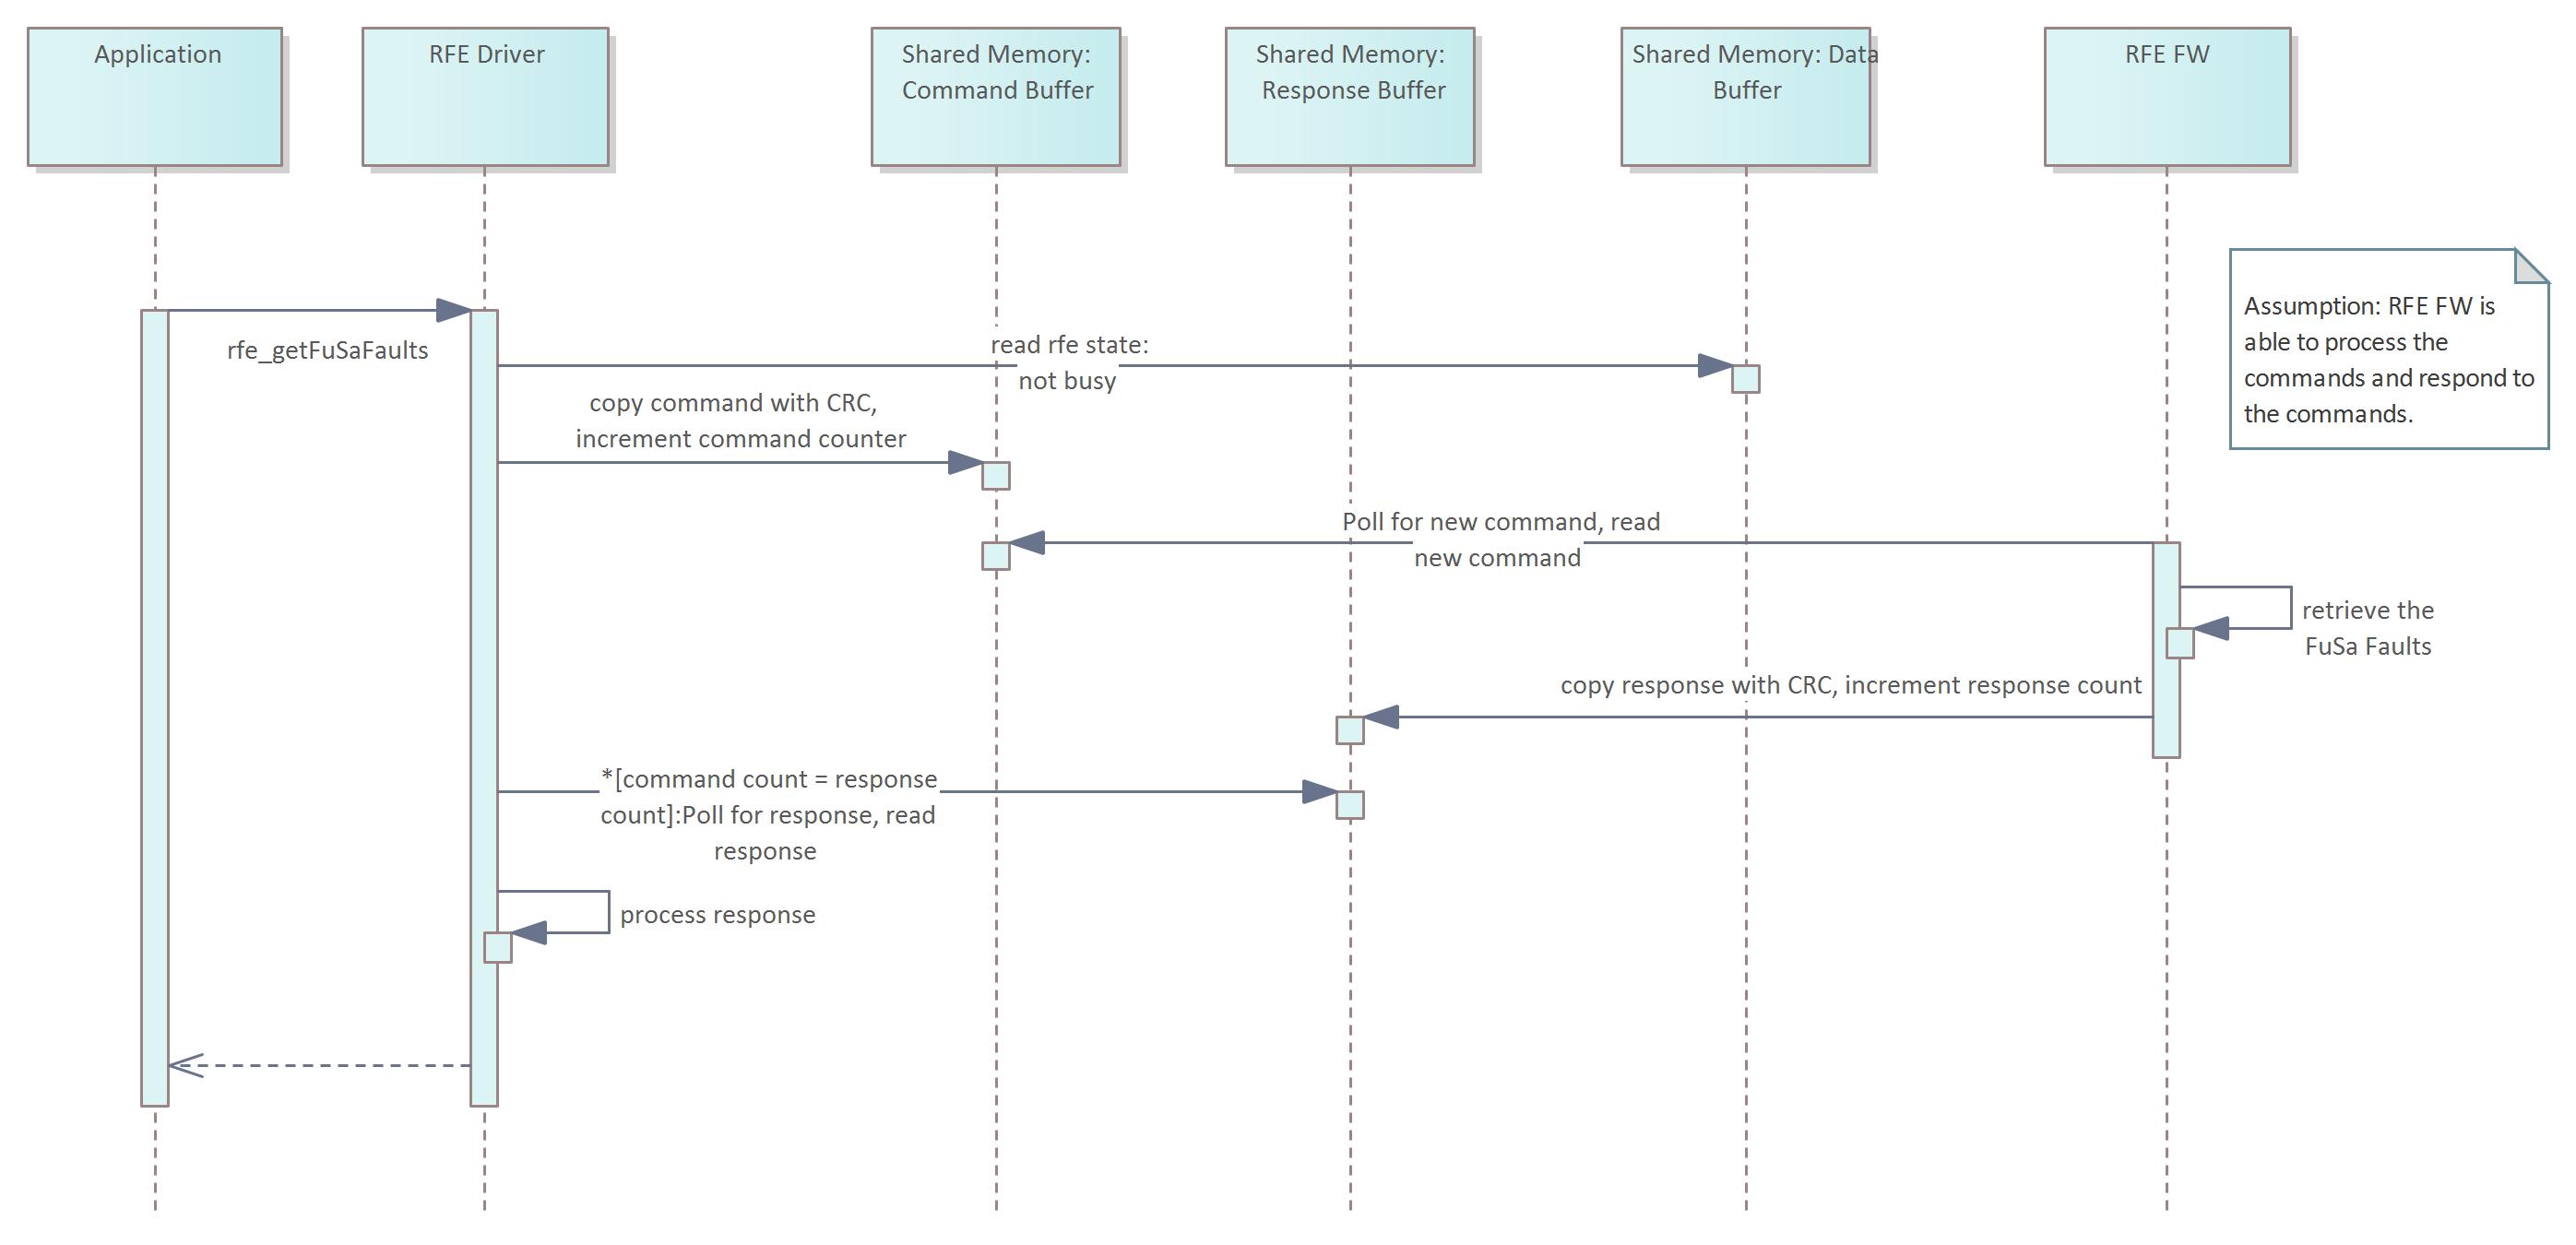 Application
RFE Driver
Shared Memory:
Command Buffer
Shared Memory:
Response Buffer
Shared Memory: Data
Buffer
RFE FW
Assumption: RFE FW is
able to process the
commands and respond to
the commands.
rfe_getFuSaFaults
read rfe state:
not busy
copy command with CRC,
increment command counter
Poll for new command, read
new command
retrieve the
FuSa Faults
copy response with CRC, increment response count
*[command count = response
count]:Poll for response, read
response
process response